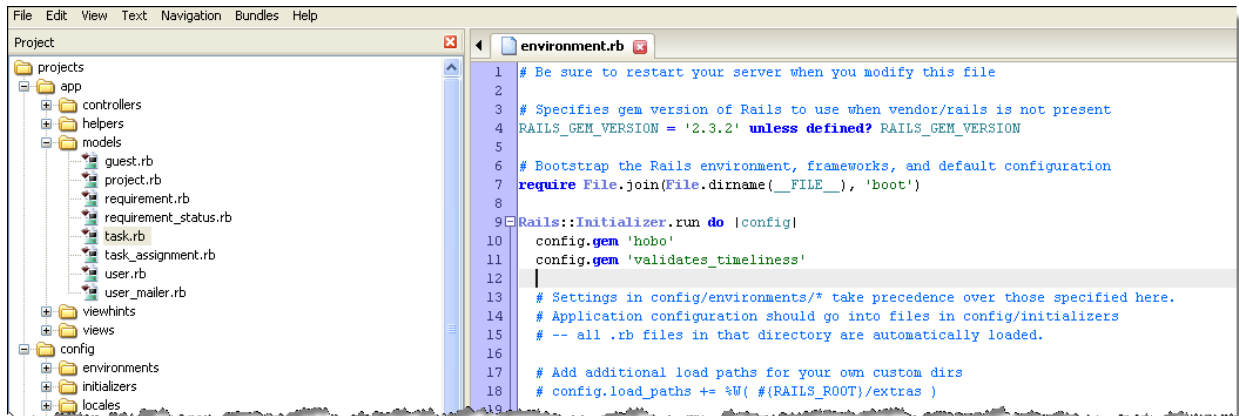 File Edit View Text Navigation Bundles Help
Project
projects
app
controllers
helpers
models
guest.rb
project.rb
requirement.rb
requirement_status.rb
task.rb
task_assignment.rb
user.rb
user_mailer.rb
viewhints
views
config
environments
initializers
locales
environment.rb
1 # Be sure to restart your server when you modify this file
2
3 # Specifies gem version of Rails to use when vendor/rails is not present
4 RAILS_GEM_VERSION = '2.3.2' unless defined? RAILS_GEM_VERSION
5
6 # Bootstrap the Rails environment, frameworks, and default configuration
7 require File.join(File.dirname(__FILE__), 'boot')
8
9 Rails::Initializer.run do |config|
10 config.gem 'hobo'
11 config.gem 'validates_timeliness'
12
13 # Settings in config/environments/* take precedence over those specified here.
14 # Application configuration should go into files in config/initializers
15 # -- all .rb files in that directory are automatically loaded.
16
17 # Add additional load paths for your own custom dirs
18 # config.load_paths += %W( #{RAILS_ROOT}/extras )
19